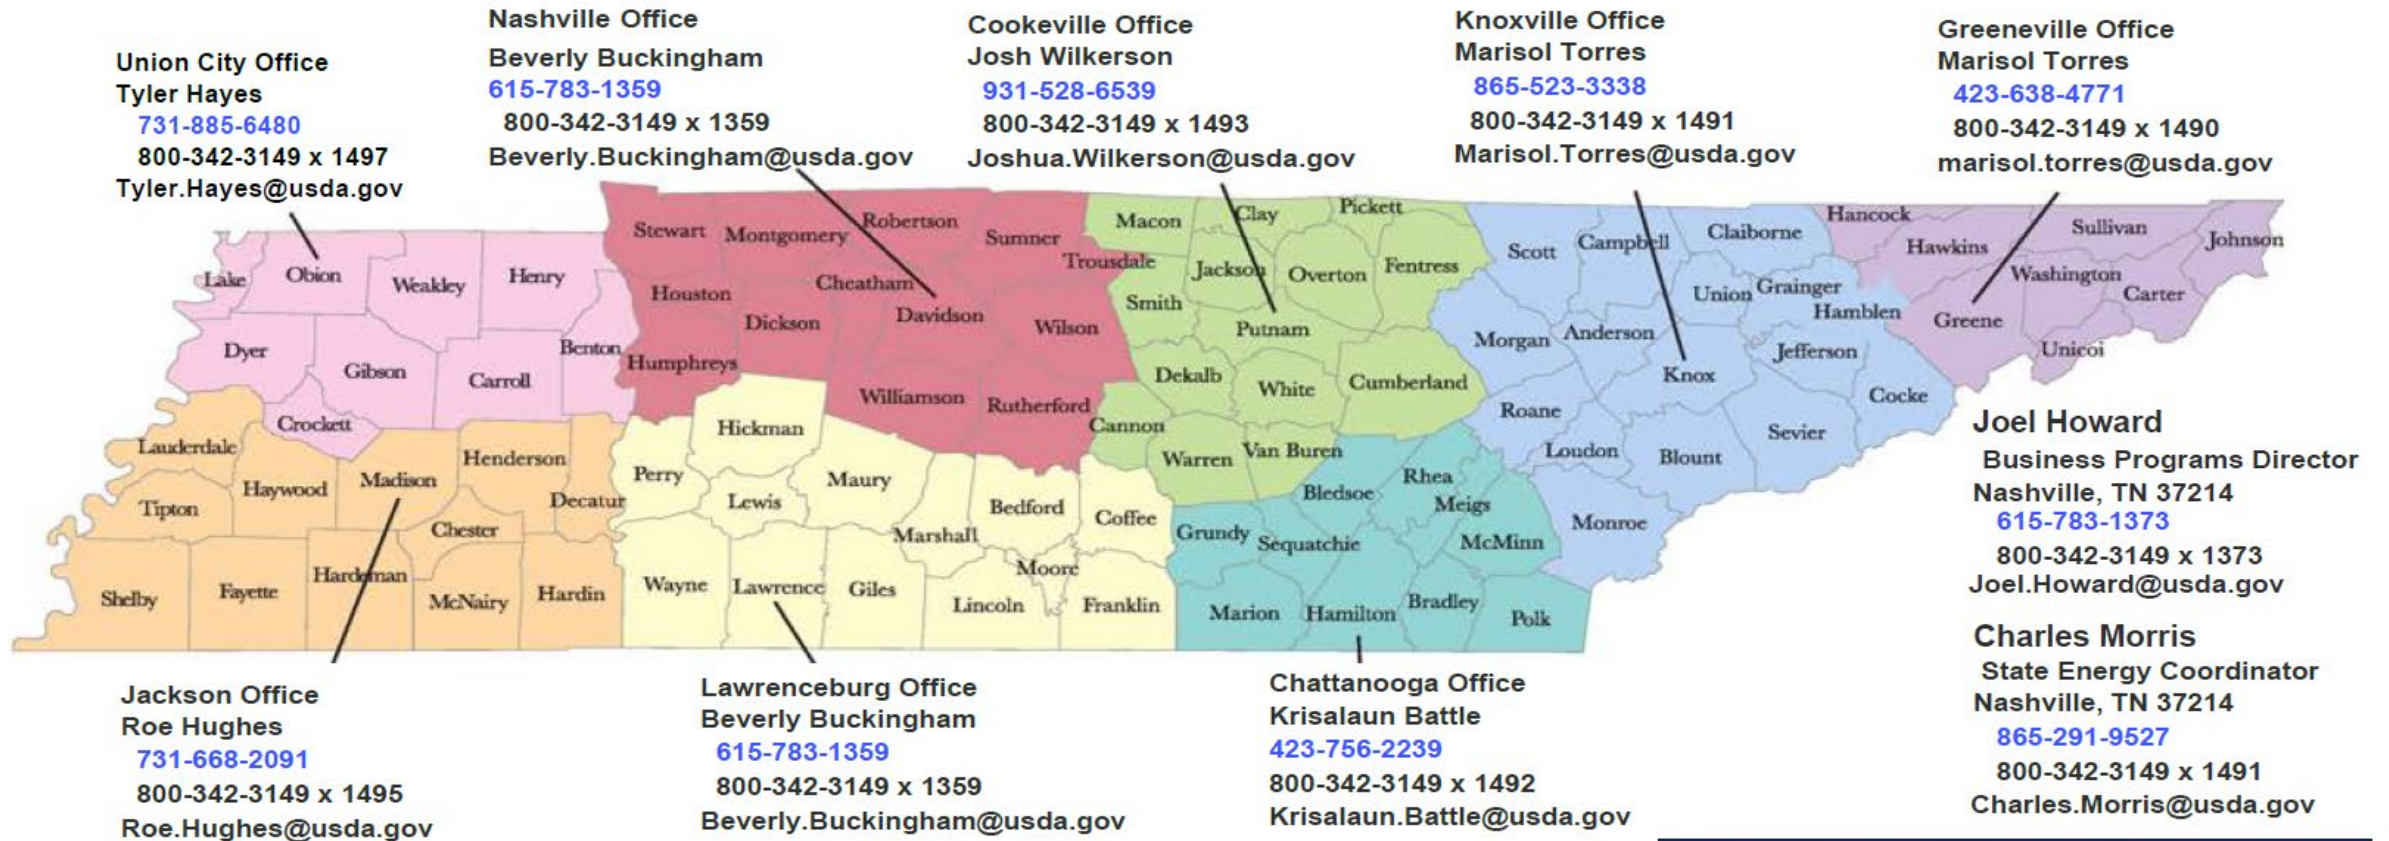 Union City Office
Tyler Hayes
731-885-6480
800-342-3149 x 1497
Tyler.Hayes@usda.gov
Nashville Office
Beverly Buckingham
615-783-1359
800-342-3149 x 1359
Beverly.Buckingham@usda.gov
Cookeville Office
Josh Wilkerson
931-528-6539
800-342-3149 x 1493
Joshua.Wilkerson@usda.gov
Knoxville Office
Marisol Torres
865-523-3338
800-342-3149 x 1491
Marisol.Torres@usda.gov
Greeneville Office
Marisol Torres
423-638-4771
800-342-3149 x 1490
marisol.torres@usda.gov
Lake
Obion
Weakley
Henry
Dyer
Gibson
Carroll
Benton
Crockett
Lauderdale
Haywood
Madison
Henderson
Decatur
Tipton
Chester
Shelby
Fayette
Hardeman
McNairy
Hardin
Stewart
Montgomery
Robertson
Sumner
Trousdale
Houston
Cheatham
Dickson
Davidson
Wilson
Humphreys
Williamson
Rutherford
Hickman
Perry
Lewis
Maury
Marshall
Bedford
Coffee
Moore
Wayne
Lawrence
Giles
Lincoln
Franklin
Macon
Clay
Pickett
Jackson
Overton
Fentress
Smith
Putnam
Dekalb
White
Cumberland
Cannon
Warren
Van Buren
Bledsoe
Rhea
Meigs
Grundy
Sequatchie
McMinn
Marion
Hamilton
Bradley
Polk
Scott
Campbell
Claiborne
Union
Grainger
Hamblen
Morgan
Anderson
Jefferson
Knox
Cocke
Roane
Loudon
Blount
Sevier
Monroe
Hancock
Hawkins
Sullivan
Johnson
Washington
Carter
Greene
Unicoi
Joel Howard
Business Programs Director
Nashville, TN 37214
615-783-1373
800-342-3149 x 1373
Joel.Howard@usda.gov
Charles Morris
State Energy Coordinator
Nashville, TN 37214
865-291-9527
800-342-3149 x 1491
Charles.Morris@usda.gov
Jackson Office
Roe Hughes
731-668-2091
800-342-3149 x 1495
Roe.Hughes@usda.gov
Lawrenceburg Office
Beverly Buckingham
615-783-1359
800-342-3149 x 1359
Beverly.Buckingham@usda.gov
Chattanooga Office
Krisalaun Battle
423-756-2239
800-342-3149 x 1492
Krisalaun.Battle@usda.gov